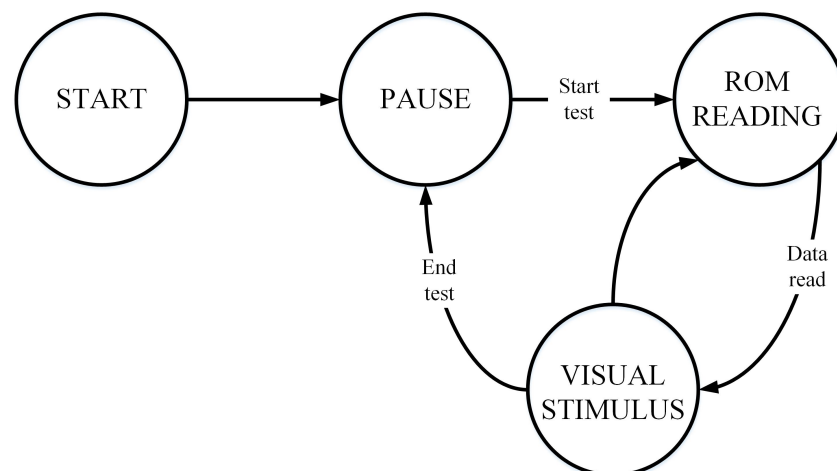 START
PAUSE
Start
test
ROM
READING
End
test
Data
read
VISUAL
STIMULUS